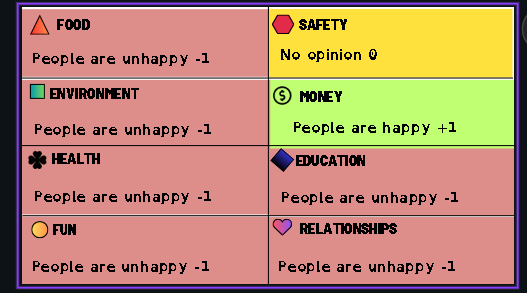 FOOD
People are unhappy -1
SAFETY
No opinion 0
ENVIRONMENT
People are unhappy -1
$ MONEY
People are happy +1
HEALTH
People are unhappy -1
EDUCATION
People are unhappy -1
FUN
People are unhappy -1
RELATIONSHIPS
People are unhappy -1